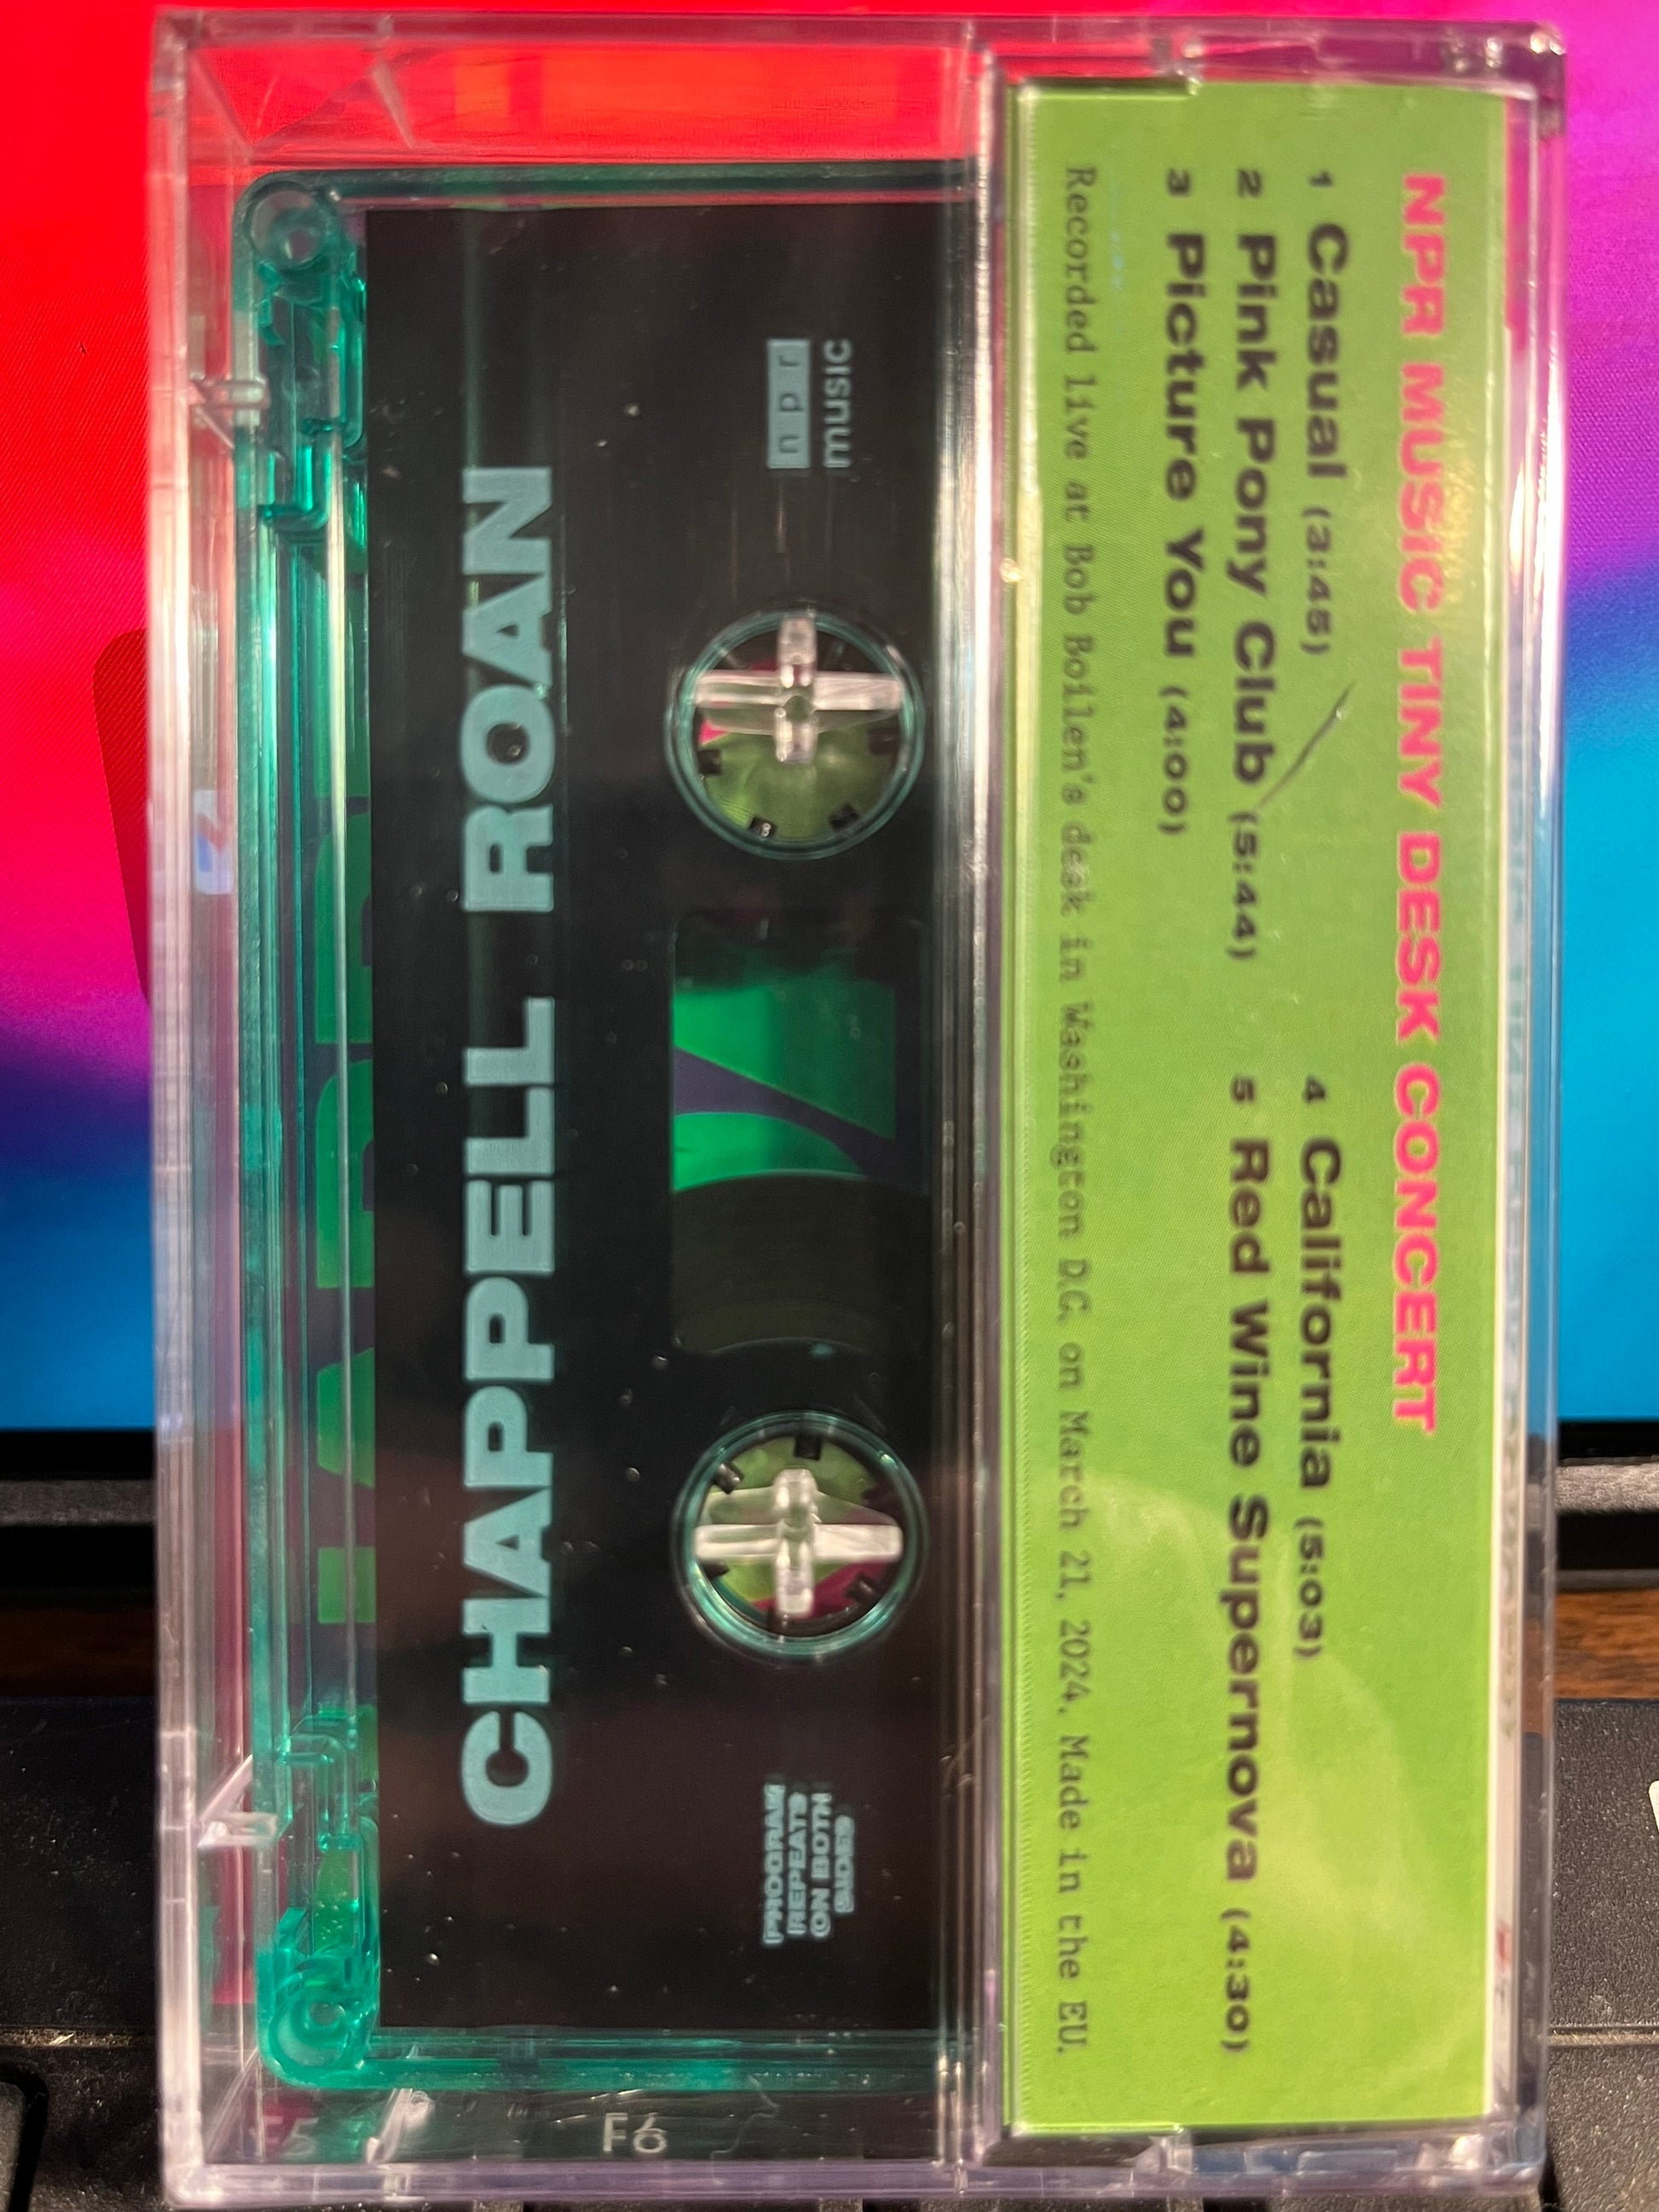 NPR MUSIC TINY DESK CONCERT
1 Casual (3:45)
2 Pink Pony Club (5:44)
3 Picture You (4:00)
4 California (5:03)
5 Red Wine Supernova (4:30)
Recorded live at Bob Boilen's desk in Washington D.C. on March 21, 2024. Made in the EU.
CHAPPELL ROAN
npr
music
PROGRAM
REPEATS
ON BOTH
SIDES
F5
F6